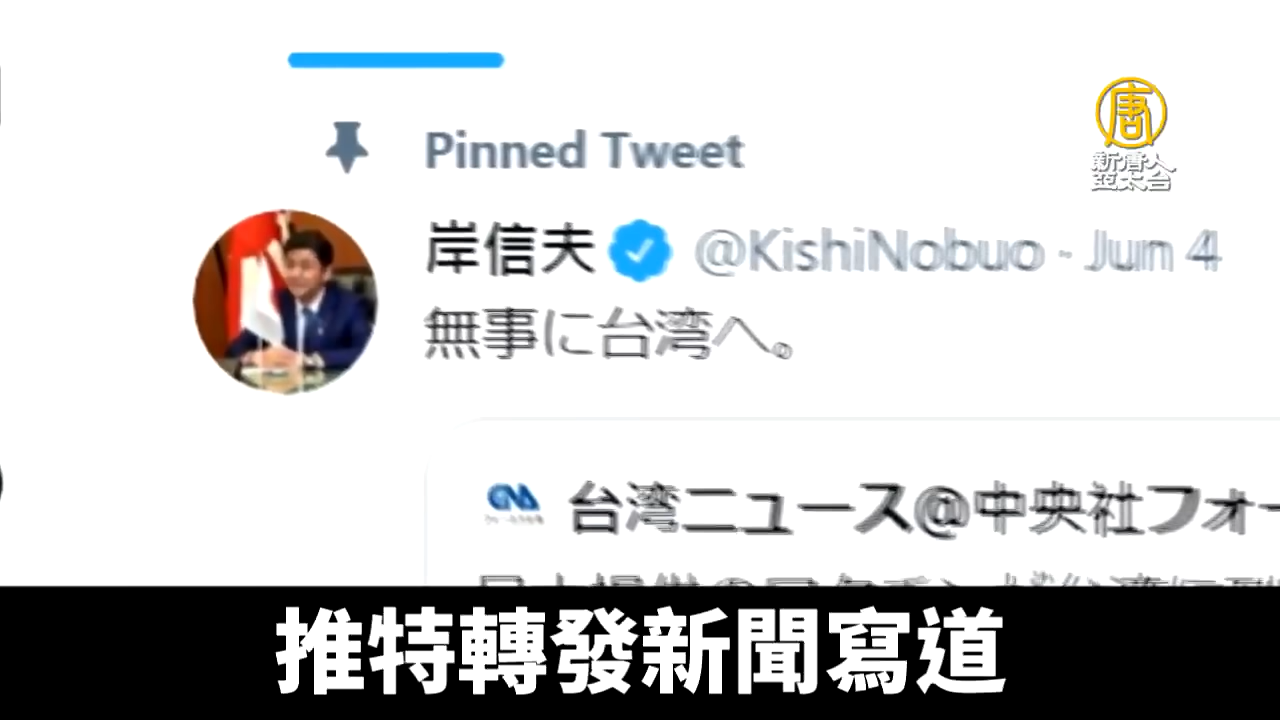 Pinned Tweet
唐
新唐人
亞太台
岸信夫 @KishiNobuo · Jun 4
無事に台湾へ。
CNA
台湾ニュース@中央社フォー
推特轉發新聞寫道